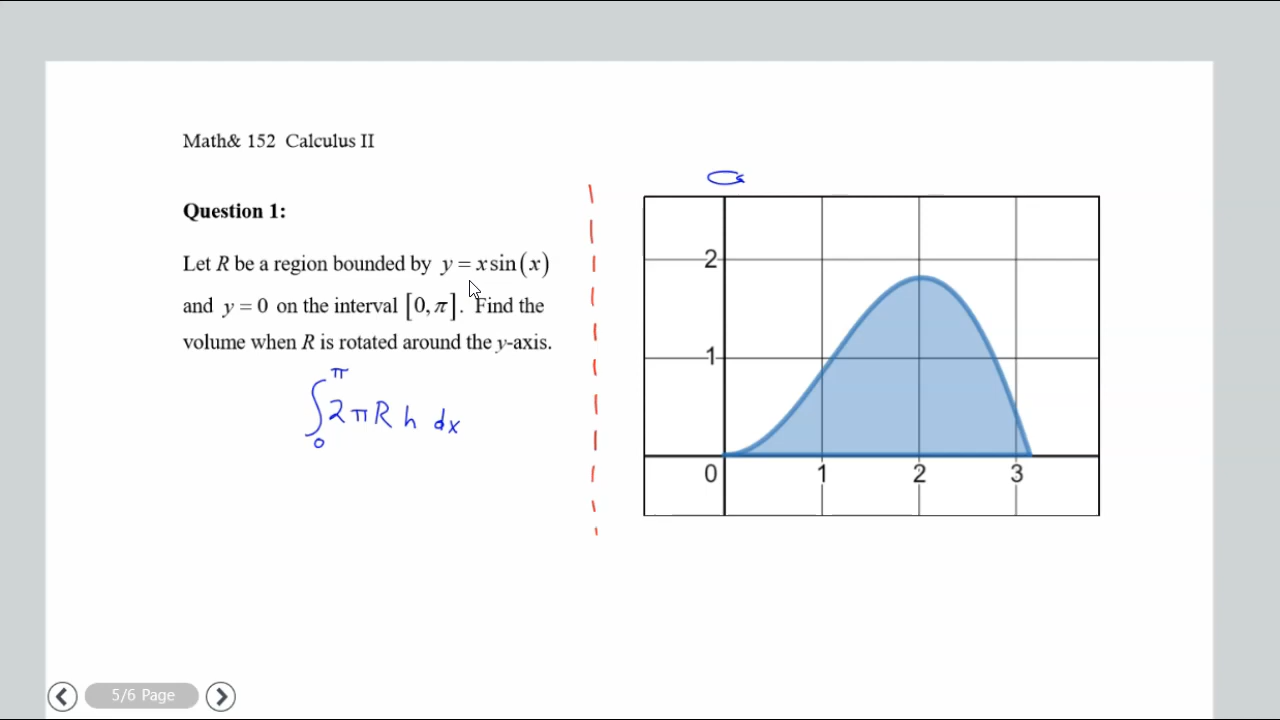 Math& 152 Calculus II
Question 1:
Let R be a region bounded by y = x sin(x)
and y = 0 on the interval [0, π]. Find the
volume when R is rotated around the y-axis.
∫₀^π 2πRh dx
2
1
0 1 2 3
5/6 Page